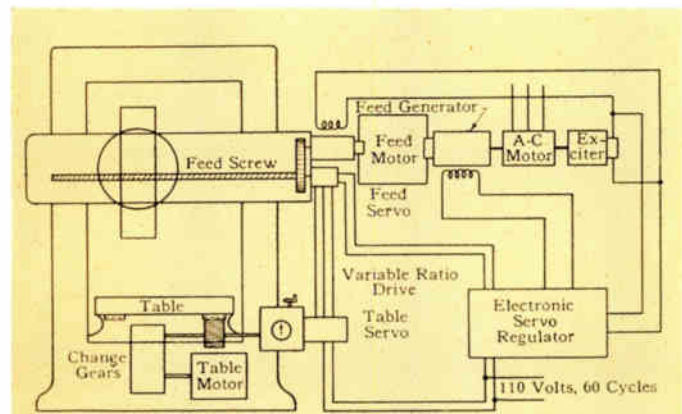 Feed Generator
Feed Screw
Feed
Motor
A-C
Motor
Ex-
citer
Feed
Servo
Variable Ratio
Drive
Table
Table
Servo
Electronic
Servo
Regulator
Change
Gears
Table
Motor
110 Volts, 60 Cycles